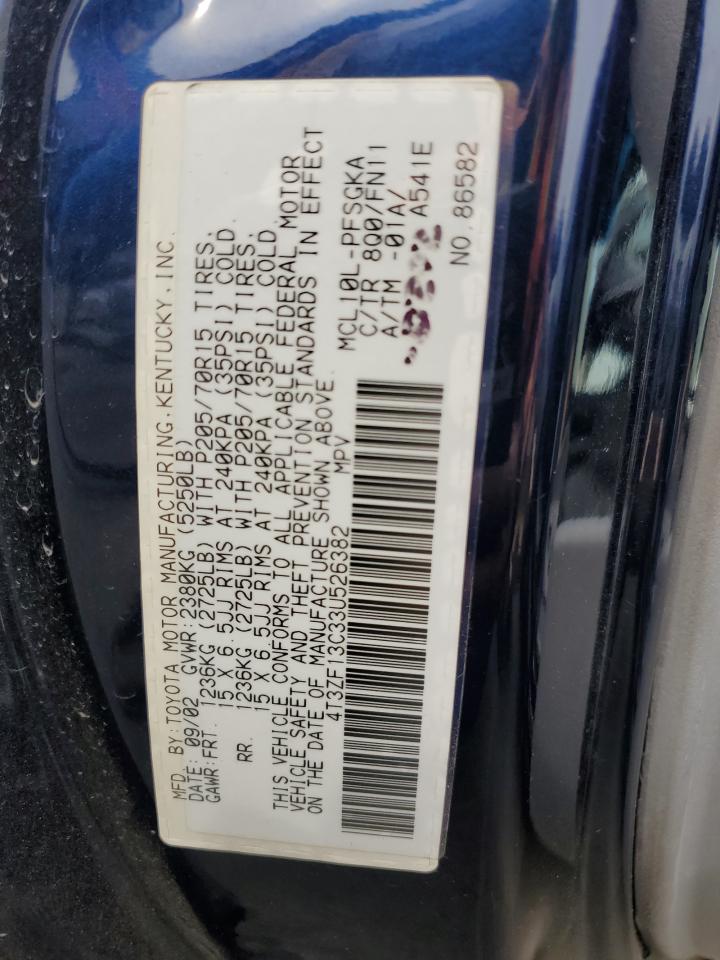 MFD. BY:TOYOTA MOTOR MANUFACTURING.KENTUCKY.INC.
DATE: 09/02 GVWR:2380KG (5250LB)
GAWR:FRT. 1236KG (2725LB) WITH P205/70R15 TIRES.
15 X 6.5JJ RIMS AT 240KPA (35PSI) COLD.
RR. 1236KG (2725LB) WITH P205/70R15 TIRES.
15 X 6.5JJ RIMS AT 240KPA (35PSI) COLD.
THIS VEHICLE CONFORMS TO ALL APPLICABLE FEDERAL MOTOR
VEHICLE SAFETY AND THEFT PREVENTION STANDARDS IN EFFECT
ON THE DATE OF MANUFACTURE SHOWN ABOVE.
4T3ZF13C33U526382 MPV
MCL10L-PFSGKA
C/TR 8Q0/FN11
A/TM -01A/
A541E
NO.86582